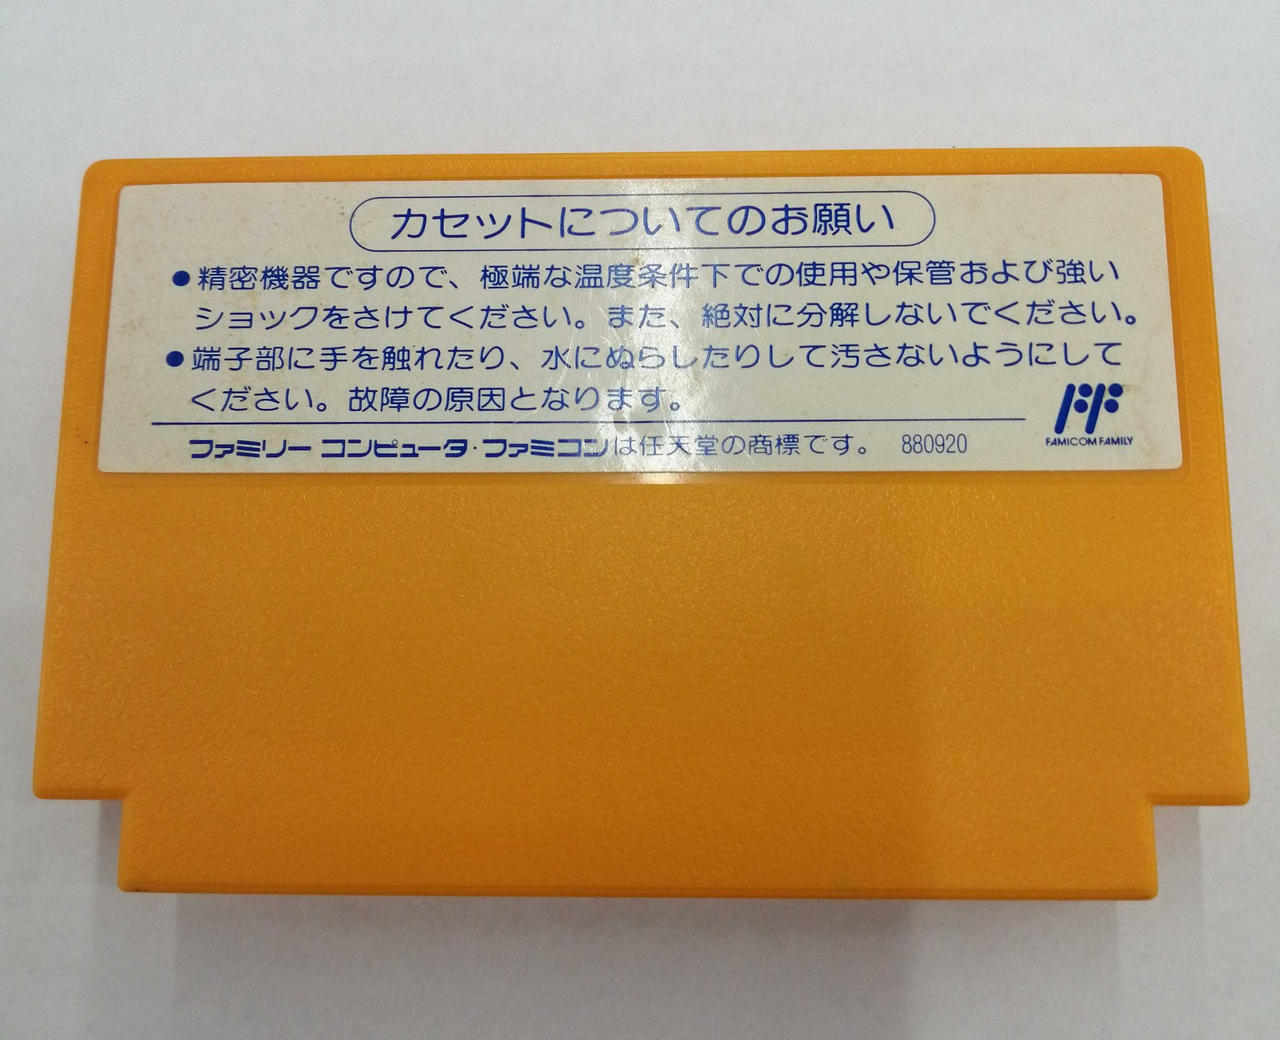 カセットについてのお願い
●精密機器ですので、極端な温度条件下での使用や保管および強い
ショックをさけてください。また、絶対に分解しないでください。
●端子部に手を触れたり、水にぬらしたりして汚さないようにして
ください。故障の原因となります。
FAMICOM FAMILY
ファミリー コンピュータ・ファミコンは任天堂の商標です。 880920